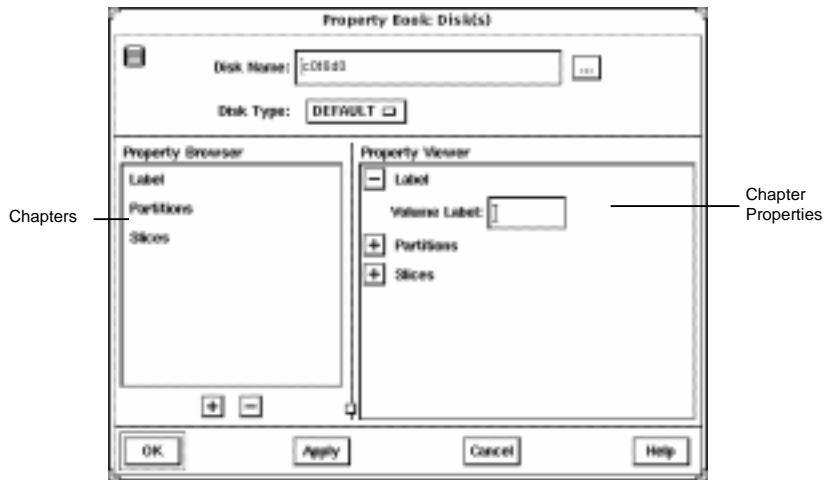 Property Book: Disk(s)
Disk Name: c0t6d0
...
Disk Type: DEFAULT
Property Browser
Label
Partitions
Slices
+ -
Property Viewer
- Label
Volume Label:
+ Partitions
+ Slices
OK Apply Cancel Help
Chapters
Chapter
Properties